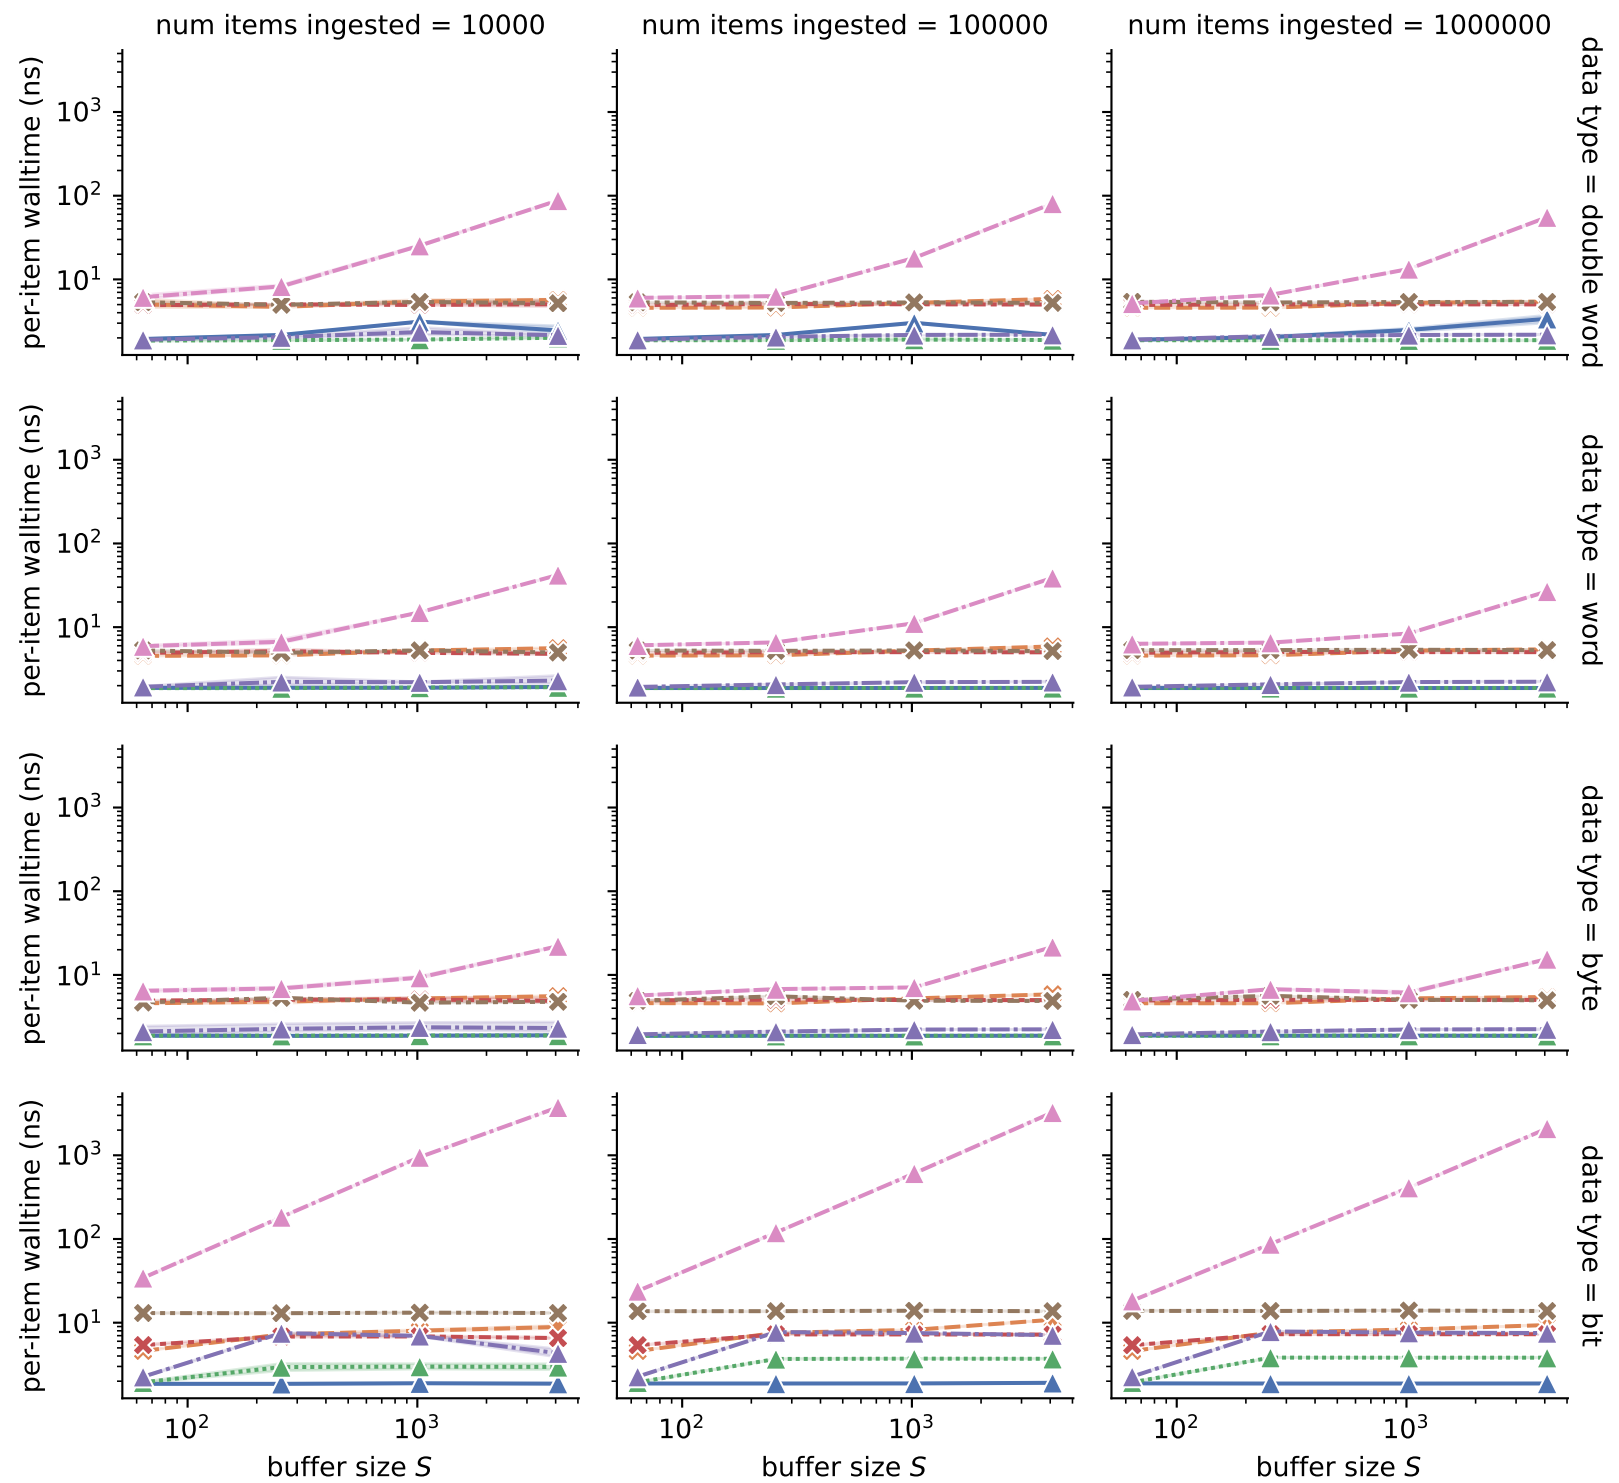 num items ingested = 10000
num items ingested = 100000
num items ingested = 1000000
per-item walltime (ns)
10³
10²
10¹
data type = double word
per-item walltime (ns)
10³
10²
10¹
data type = word
per-item walltime (ns)
10³
10²
10¹
data type = byte
per-item walltime (ns)
10³
10²
10¹
data type = bit
10²
10³
10²
10³
10²
10³
buffer size S
buffer size S
buffer size S